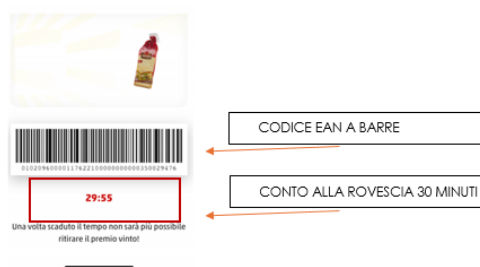 CODICE EAN A BARRE
01020960000117622100000000000350029476
CONTO ALLA ROVESCIA 30 MINUTI
29:55
Una volta scaduto il tempo non sarà più possibile
ritirare il premio vinto!